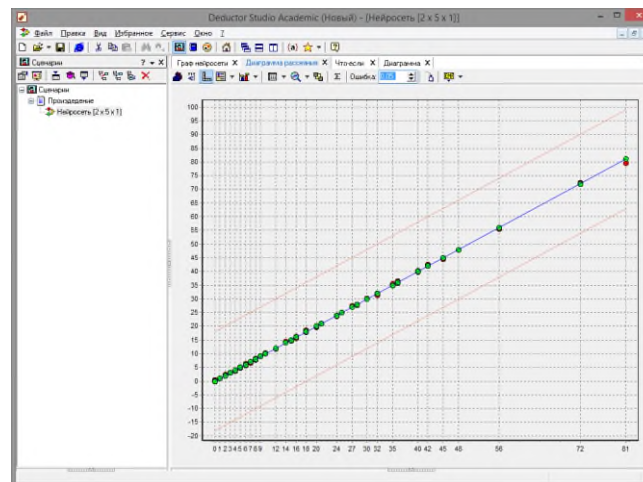 Deductor Studio Academic (Новый) - [Нейросеть [2 x 5 x 1]]
Файл Правка Вид Избранное Сервис Окно ?
Сценарии
Граф нейросети X Диаграмма рассеяния X Что-если X Диаграмма X
Ошибка: 0,05
Сценарии
Произведение
Нейросеть [2 x 5 x 1]
100
95
90
85
80
75
70
65
60
55
50
45
40
35
30
25
20
15
10
5
0
-5
-10
-15
-20
0 1 2 3 4 5 6 7 8 9 12 14 16 18 20 24 27 30 32 35 40 42 45 48 56 72 81